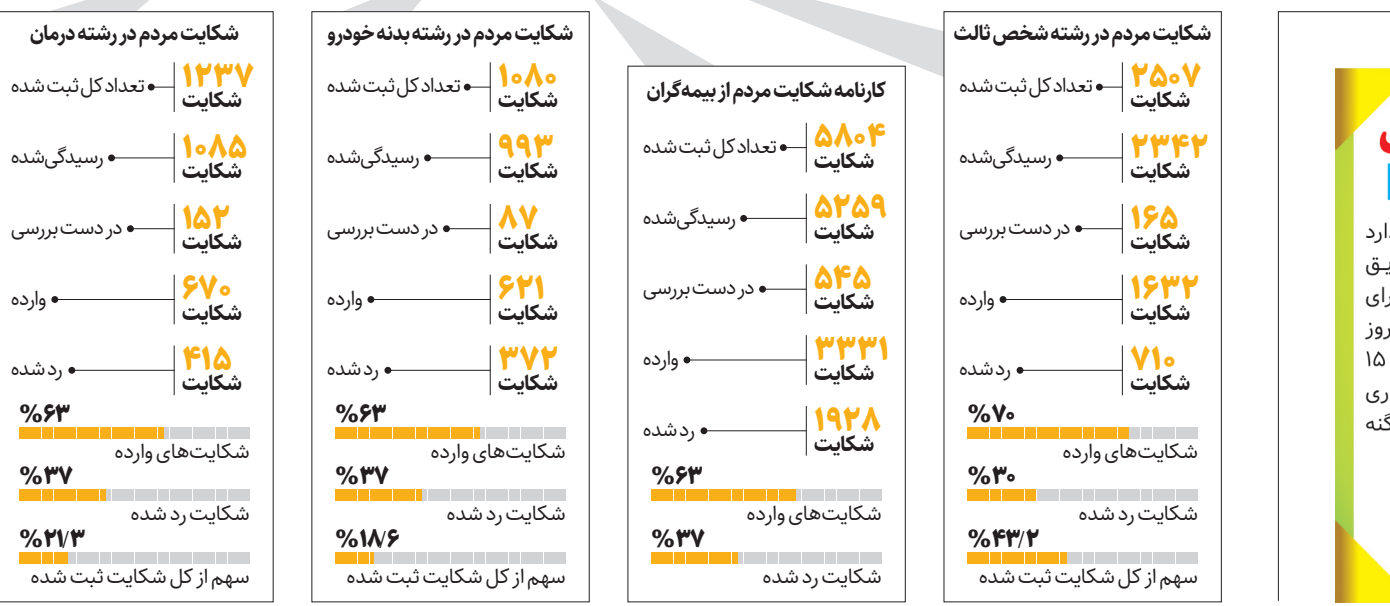 ارد
یـق
رای
روز
۱۵
ری
گنه
شکایت مردم در رشته شخص ثالث
۲۵۰۷ شکایت تعداد کل ثبت شده
۲۳۴۲ شکایت رسیدگی‌شده
۱۶۵ شکایت در دست بررسی
۱۶۳۲ شکایت وارده
۷۱۰ شکایت رد شده
%۷۰
شکایت‌های وارده
%۳۰
شکایت رد شده
%۴۳/۲
سهم از کل شکایت ثبت شده
کارنامه شکایت مردم از بیمه‌گران
۵۸۰۴ شکایت تعداد کل ثبت شده
۵۲۵۹ شکایت رسیدگی‌شده
۵۴۵ شکایت در دست بررسی
۳۳۳۱ شکایت وارده
۱۹۲۸ شکایت رد شده
%۶۳
شکایت‌های وارده
%۳۷
شکایت رد شده
شکایت مردم در رشته بدنه خودرو
۱۰۸۰ شکایت تعداد کل ثبت شده
۹۹۳ شکایت رسیدگی‌شده
۸۷ شکایت در دست بررسی
۶۲۱ شکایت وارده
۳۷۲ شکایت رد شده
%۶۳
شکایت‌های وارده
%۳۷
شکایت رد شده
%۱۸/۶
سهم از کل شکایت ثبت شده
شکایت مردم در رشته درمان
۱۲۳۷ شکایت تعداد کل ثبت شده
۱۰۸۵ شکایت رسیدگی‌شده
۱۵۲ شکایت در دست بررسی
۶۷۰ شکایت وارده
۴۱۵ شکایت رد شده
%۶۳
شکایت‌های وارده
%۳۷
شکایت رد شده
%۲۱/۳
سهم از کل شکایت ثبت شده